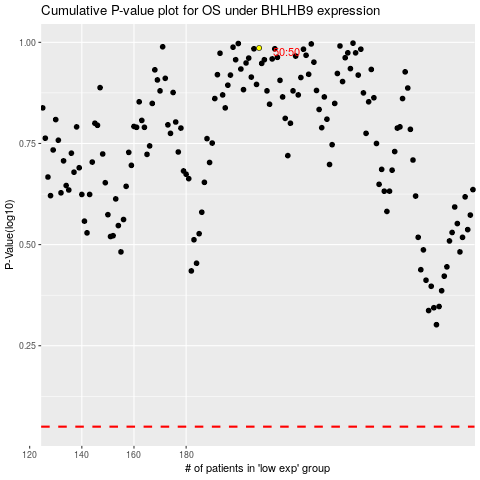 Cumulative P-value plot for OS under BHLHB9 expression
P-Value(log10)
1.00
0.75
0.50
0.25
50:50
120 140 160 180
# of patients in 'low exp' group